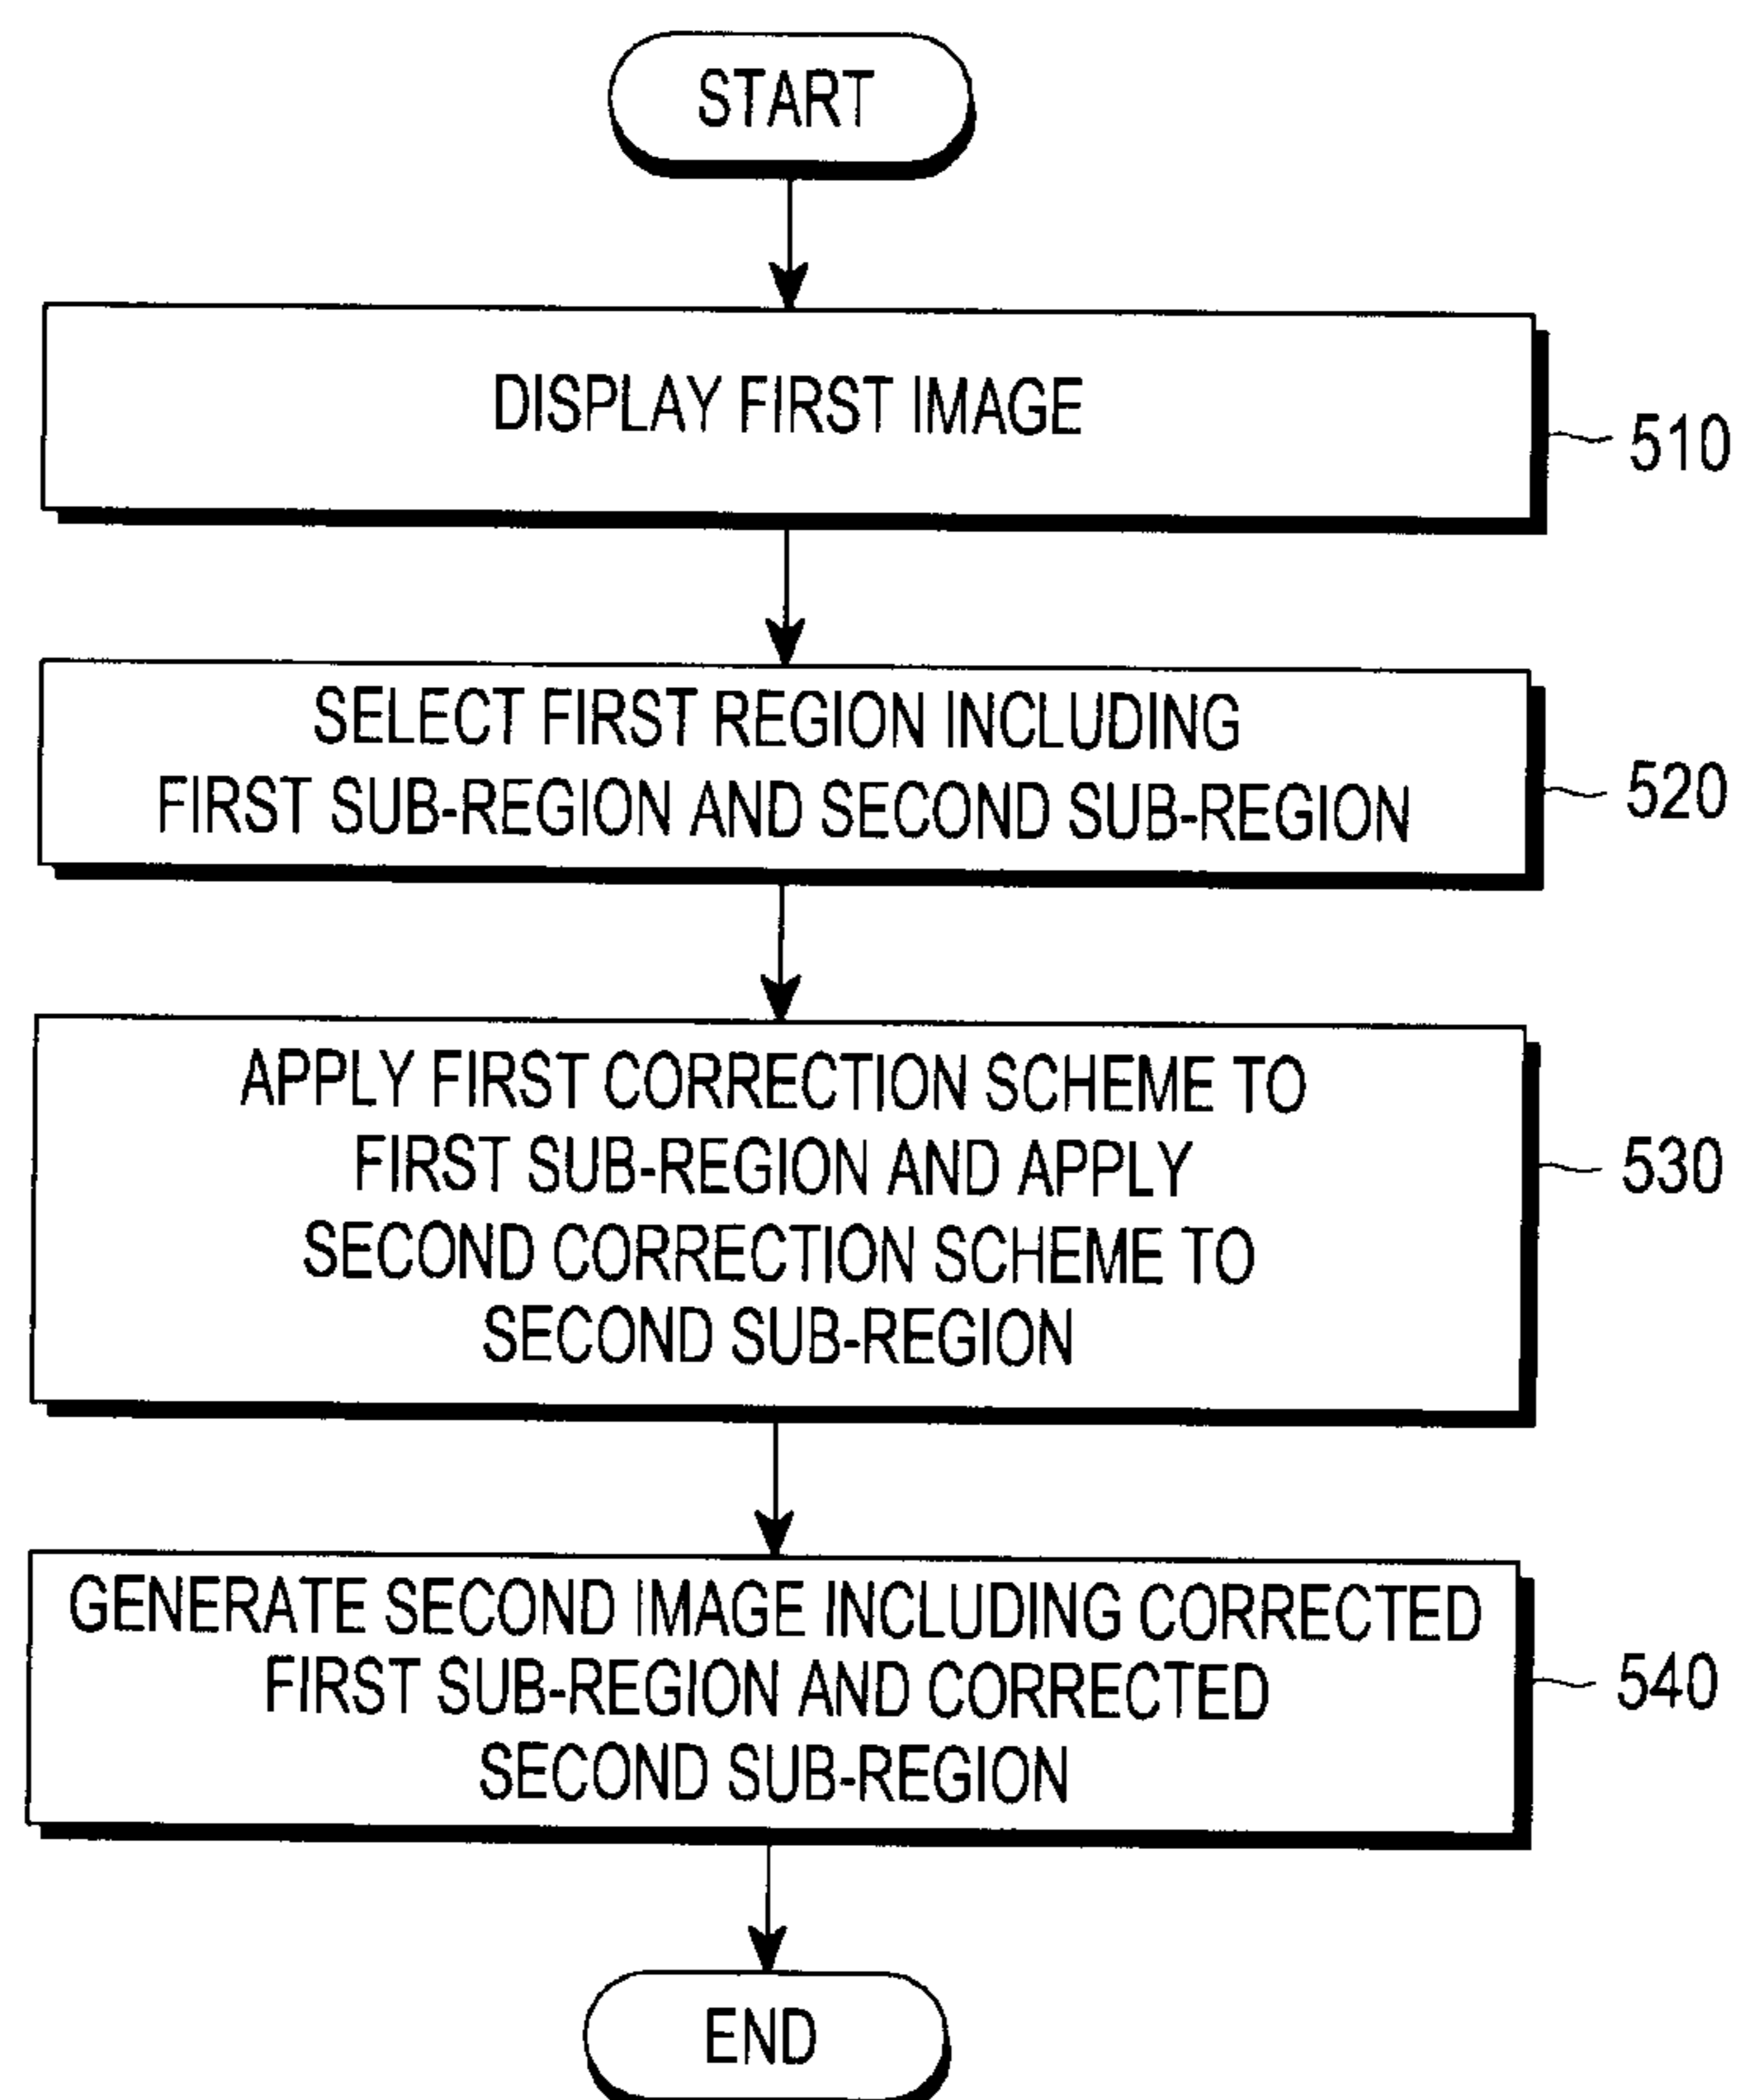 START
DISPLAY FIRST IMAGE
510
SELECT FIRST REGION INCLUDING
FIRST SUB-REGION AND SECOND SUB-REGION
520
APPLY FIRST CORRECTION SCHEME TO
FIRST SUB-REGION AND APPLY
SECOND CORRECTION SCHEME TO
SECOND SUB-REGION
530
GENERATE SECOND IMAGE INCLUDING CORRECTED
FIRST SUB-REGION AND CORRECTED
SECOND SUB-REGION
540
END